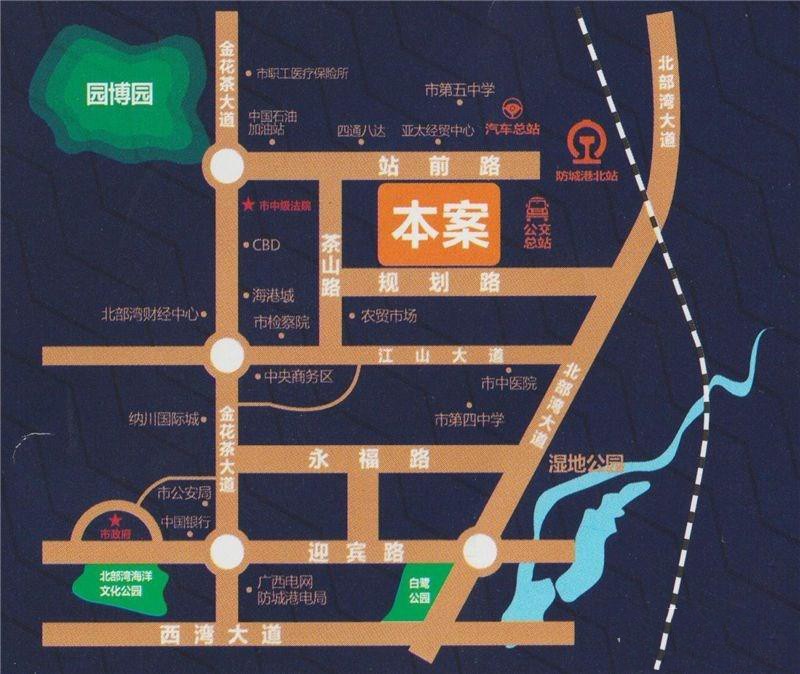 金花茶大道
北部湾大道
市职工医疗保险所
园博园
市第五中学
中国石油
加油站
四通八达
亚太经贸中心
汽车总站
站前路
防城港北站
市中级法院
本案
公交
总站
茶山路
CBD
规划路
海港城
北部湾财经中心
市检察院
农贸市场
江山大道
中央商务区
市中医院
北部湾大道
纳川国际城
金花茶大道
市第四中学
永福路
湿地公园
市公安局
中国银行
市政府
迎宾路
北部湾海洋
文化公园
广西电网
防城港电局
白鹭
公园
西湾大道